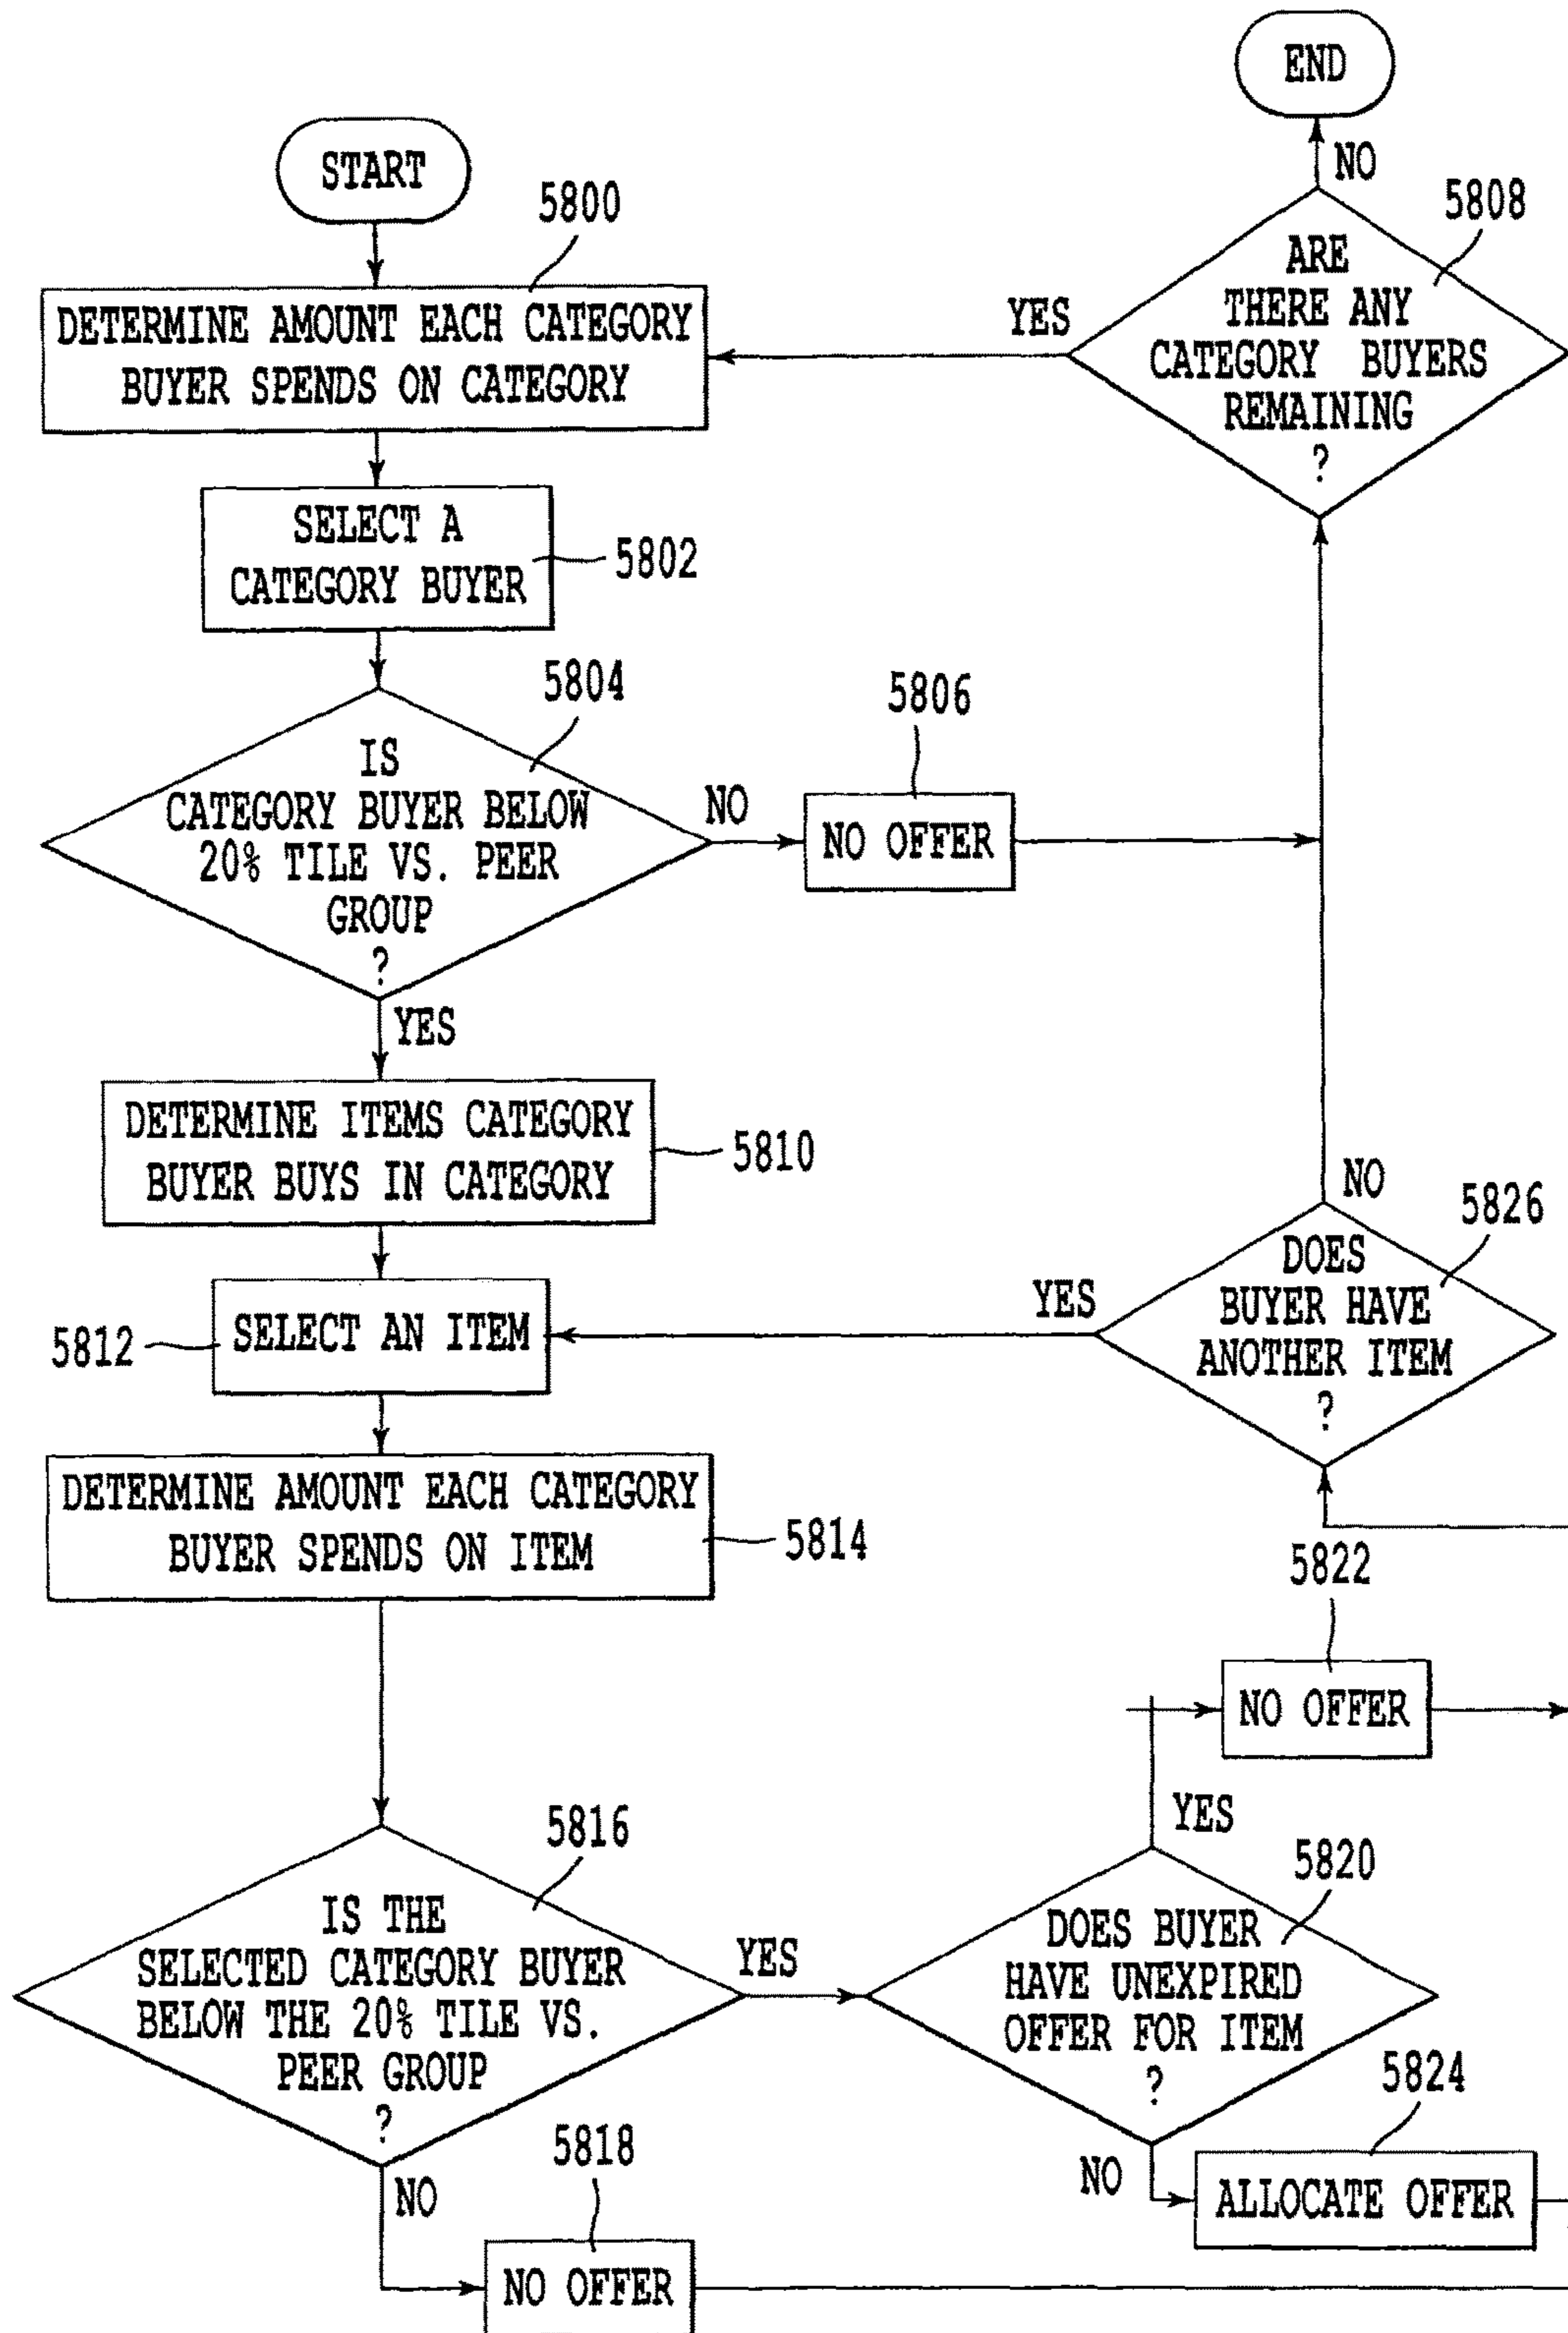 START
5800
DETERMINE AMOUNT EACH CATEGORY
BUYER SPENDS ON CATEGORY
SELECT A
CATEGORY BUYER
5802
5804
IS
CATEGORY BUYER BELOW
20% TILE VS. PEER
GROUP
?
NO
5806
NO OFFER
YES
DETERMINE ITEMS CATEGORY
BUYER BUYS IN CATEGORY
5810
5812
SELECT AN ITEM
DETERMINE AMOUNT EACH CATEGORY
BUYER SPENDS ON ITEM
5814
5816
IS THE
SELECTED CATEGORY BUYER
BELOW THE 20% TILE VS.
PEER GROUP
?
NO
5818
NO OFFER
YES
5820
DOES BUYER
HAVE UNEXPIRED
OFFER FOR ITEM
?
YES
5822
NO OFFER
NO
5824
ALLOCATE OFFER
5826
DOES
BUYER HAVE
ANOTHER ITEM
?
YES
NO
5808
ARE
THERE ANY
CATEGORY BUYERS
REMAINING
?
YES
NO
END